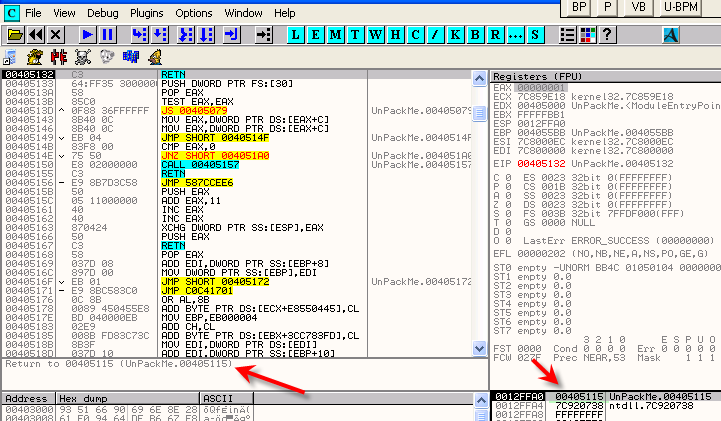 BP P VB U-BPM
C File View Debug Plugins Options Window Help
L E M T W H C / K B R ... S ?
00405132 C3 RETN
00405133 64:FF35 300000 PUSH DWORD PTR FS:[30]
0040513A 58 POP EAX
0040513B 85C0 TEST EAX,EAX
0040513D 0F88 36FFFFFF JS 00405079 UnPackMe.00405079
00405143 8B40 0C MOV EAX,DWORD PTR DS:[EAX+C]
00405146 8B40 0C MOV EAX,DWORD PTR DS:[EAX+C]
00405149 EB 04 JMP SHORT 0040514F UnPackMe.0040514F
0040514B 83F8 00 CMP EAX,0
0040514E 75 50 JNZ SHORT 004051A0 UnPackMe.004051A0
00405150 E8 02000000 CALL 00405157 UnPackMe.00405157
00405155 C3 RETN
00405156 E9 8B7D3C58 JMP 587CCEE6
0040515B 50 PUSH EAX
0040515C 05 11000000 ADD EAX,11
00405161 40 INC EAX
00405162 40 INC EAX
00405163 870424 XCHG DWORD PTR SS:[ESP],EAX
00405166 50 PUSH EAX
00405167 C3 RETN
00405168 58 POP EAX
00405169 037D 08 ADD EDI,DWORD PTR SS:[EBP+8]
0040516C 897D 00 MOV DWORD PTR SS:[EBP],EDI
0040516F EB 01 JMP SHORT 00405172 UnPackMe.00405172
00405171 E9 8BC583C0 JMP C0C41701
00405176 0C 8B OR AL,8B
00405178 0089 450455E8 ADD BYTE PTR DS:[ECX+E8550445],CL
0040517E BD 040000EB MOV EBP,EB000004
00405183 02E9 ADD CH,CL
00405185 008B FD83C73C ADD BYTE PTR DS:[EBX+3CC783FD],CL
0040518B 8B3F MOV EDI,DWORD PTR DS:[EDI]
0040518D 037D 10 ADD EDI,DWORD PTR SS:[EBP+10]
Return to 00405115 (UnPackMe.00405115)
Registers (FPU)
EAX 00000001
ECX 7C859E18 kernel32.7C859E18
EDX 00405000 UnPackMe.<ModuleEntryPoin
EBX FFFFFBB1
ESP 0012FFA0
EBP 004055BB UnPackMe.004055BB
ESI 7C8000EC kernel32.7C8000EC
EDI 7C800000 kernel32.7C800000
EIP 00405132 UnPackMe.00405132
C 0 ES 0023 32bit 0(FFFFFFFF)
P 0 CS 001B 32bit 0(FFFFFFFF)
A 0 SS 0023 32bit 0(FFFFFFFF)
Z 0 DS 0023 32bit 0(FFFFFFFF)
S 0 FS 003B 32bit 7FFDF000(FFF)
T 0 GS 0000 NULL
D 0
O 0 LastErr ERROR_SUCCESS (00000000)
EFL 00000202 (NO,NB,NE,A,NS,PO,GE,G)
ST0 empty -UNORM BB4C 01050104 0000000
ST1 empty 0.0
ST2 empty 0.0
ST3 empty 0.0
ST4 empty 0.0
ST5 empty 0.0
ST6 empty 0.0
ST7 empty 0.0
3 2 1 0 E S P U O
FST 0000 Cond 0 0 0 0 Err 0 0 0 0 0
FCW 027F Prec NEAR,53 Mask 1 1 1
Address Hex dump ASCII
00403000 93 51 66 90 69 6E 8E 28
0012FFA0 00405115 UnPackMe.00405115
0012FFA4 7C920738 ntdll.7C920738
0012FFA8 FFFFFFFF